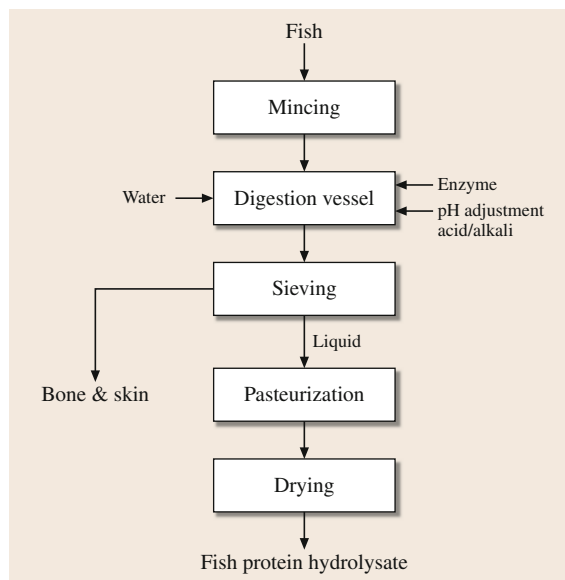 Fish
Mincing
Water
Digestion vessel
Enzyme
pH adjustment
acid/alkali
Sieving
Liquid
Bone & skin
Pasteurization
Drying
Fish protein hydrolysate